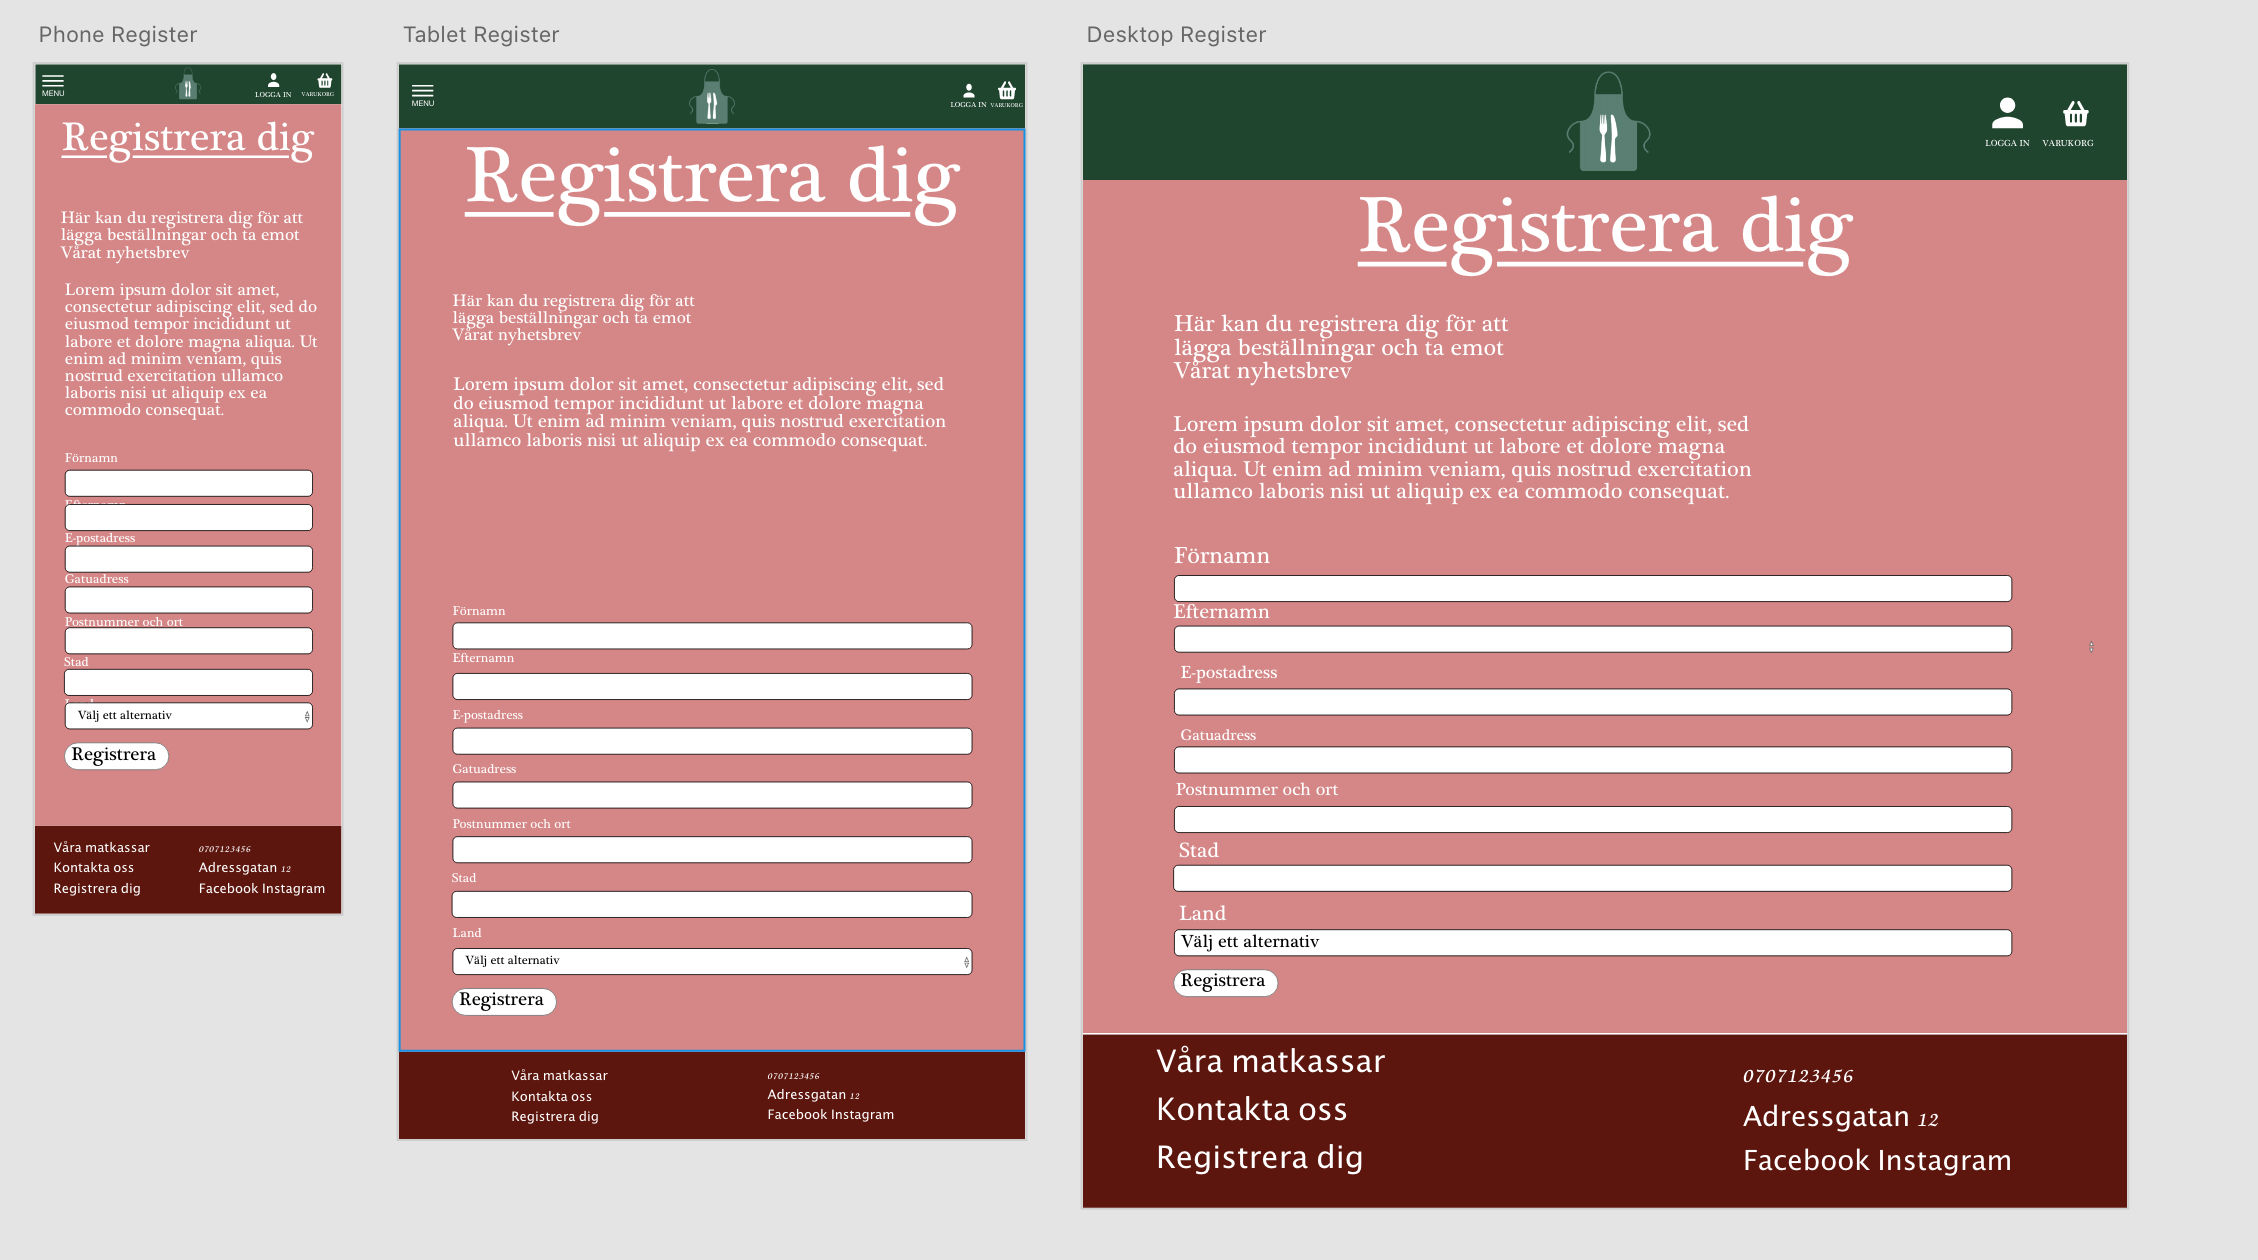 Phone Register
MENU
LOGGA IN
VARUKORG
Registrera dig
Här kan du registrera dig för att
lägga beställningar och ta emot
Vårat nyhetsbrev
Lorem ipsum dolor sit amet,
consectetur adipiscing elit, sed do
eiusmod tempor incididunt ut
labore et dolore magna aliqua. Ut
enim ad minim veniam, quis
nostrud exercitation ullamco
laboris nisi ut aliquip ex ea
commodo consequat.
Förnamn
E-postadress
Gatuadress
Postnummer och ort
Stad
Välj ett alternativ
Registrera
Våra matkassar
Kontakta oss
Registrera dig
0707123456
Adressgatan 12
Facebook Instagram
Tablet Register
MENU
LOGGA IN
VARUKORG
Registrera dig
Här kan du registrera dig för att
lägga beställningar och ta emot
Vårat nyhetsbrev
Lorem ipsum dolor sit amet, consectetur adipiscing elit, sed
do eiusmod tempor incididunt ut labore et dolore magna
aliqua. Ut enim ad minim veniam, quis nostrud exercitation
ullamco laboris nisi ut aliquip ex ea commodo consequat.
Förnamn
Efternamn
E-postadress
Gatuadress
Postnummer och ort
Stad
Land
Välj ett alternativ
Registrera
Våra matkassar
Kontakta oss
Registrera dig
0707123456
Adressgatan 12
Facebook Instagram
Desktop Register
LOGGA IN
VARUKORG
Registrera dig
Här kan du registrera dig för att
lägga beställningar och ta emot
Vårat nyhetsbrev
Lorem ipsum dolor sit amet, consectetur adipiscing elit, sed
do eiusmod tempor incididunt ut labore et dolore magna
aliqua. Ut enim ad minim veniam, quis nostrud exercitation
ullamco laboris nisi ut aliquip ex ea commodo consequat.
Förnamn
Efternamn
E-postadress
Gatuadress
Postnummer och ort
Stad
Land
Välj ett alternativ
Registrera
Våra matkassar
Kontakta oss
Registrera dig
0707123456
Adressgatan 12
Facebook Instagram